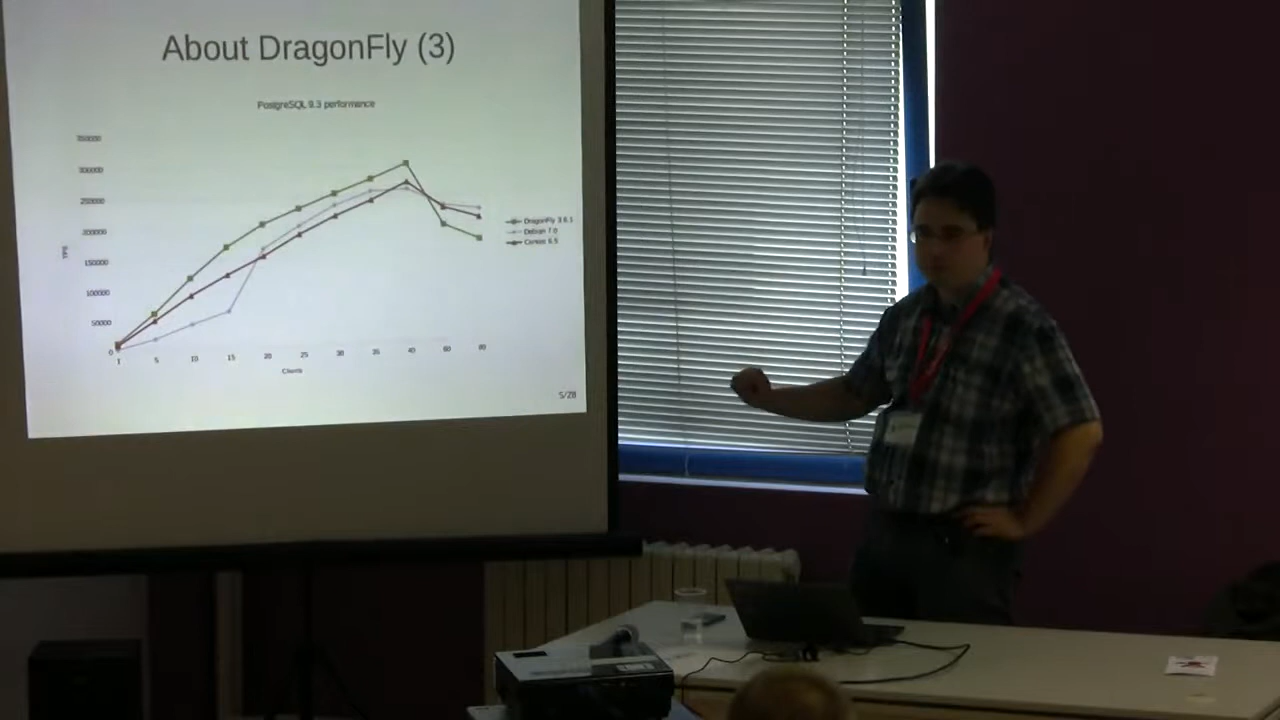 About DragonFly (3)
PostgreSQL 9.3 performance
350000
300000
250000
200000
150000
100000
50000
0
TPS
1 5 10 15 20 25 30 35 40 60 80
Clients
DragonFly 3.6.1
Debian 7.0
Centos 6.5
5/28